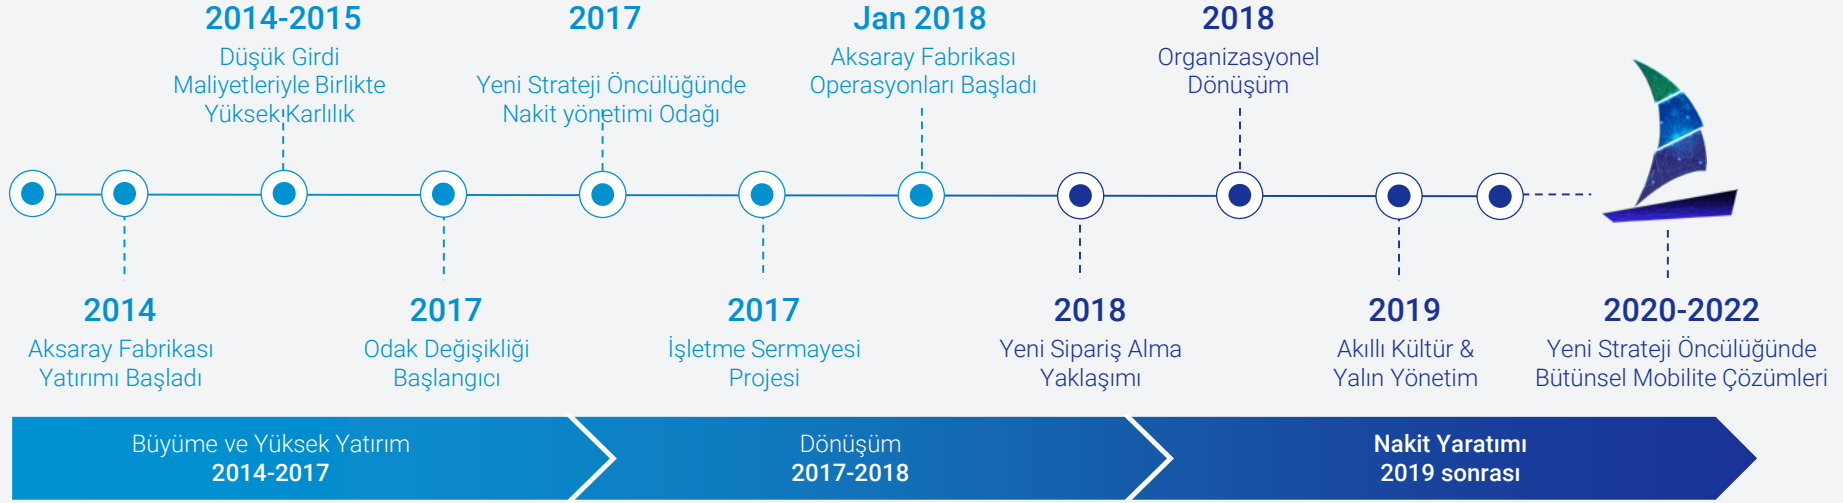 2014-2015
Düşük Girdi
Maliyetleriyle Birlikte
Yüksek Karlılık
2017
Yeni Strateji Öncülüğünde
Nakit yönetimi Odağı
Jan 2018
Aksaray Fabrikası
Operasyonları Başladı
2018
Organizasyonel
Dönüşüm
2014
Aksaray Fabrikası
Yatırımı Başladı
2017
Odak Değişikliği
Başlangıcı
2017
İşletme Sermayesi
Projesi
2018
Yeni Sipariş Alma
Yaklaşımı
2019
Akıllı Kültür &
Yalın Yönetim
2020-2022
Yeni Strateji Öncülüğünde
Bütünsel Mobilite Çözümleri
Büyüme ve Yüksek Yatırım
2014-2017
Dönüşüm
2017-2018
Nakit Yaratımı
2019 sonrası